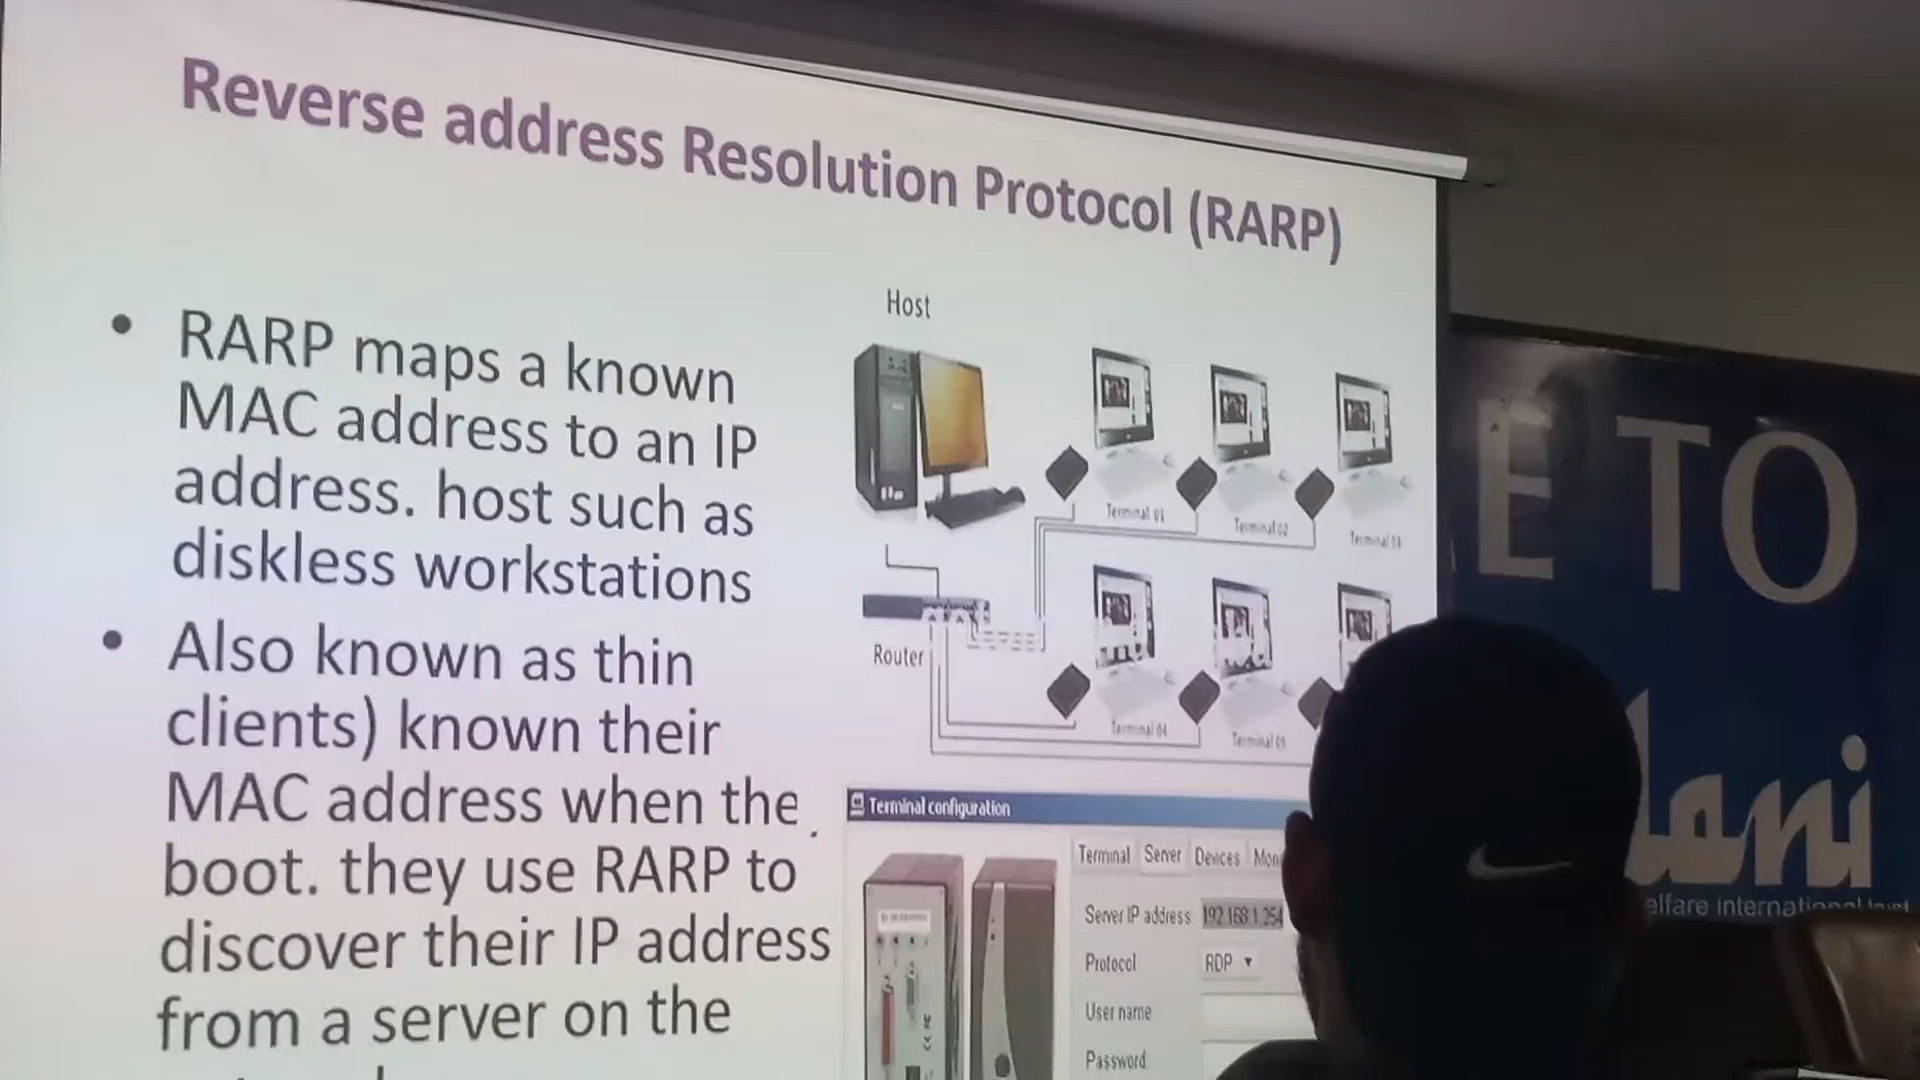 Reverse address Resolution Protocol (RARP)
• RARP maps a known
MAC address to an IP
address. host such as
diskless workstations
• Also known as thin
clients) known their
MAC address when the
boot. they use RARP to
discover their IP address
from a server on the
Host
Terminal 01
Terminal 02
Terminal 03
Router
Terminal 04
Terminal 05
Terminal configuration
Terminal Server Devices
Server IP address 192.168.1.254
Protocol RDP
User name
Password
E TO
lani
elfare international trust